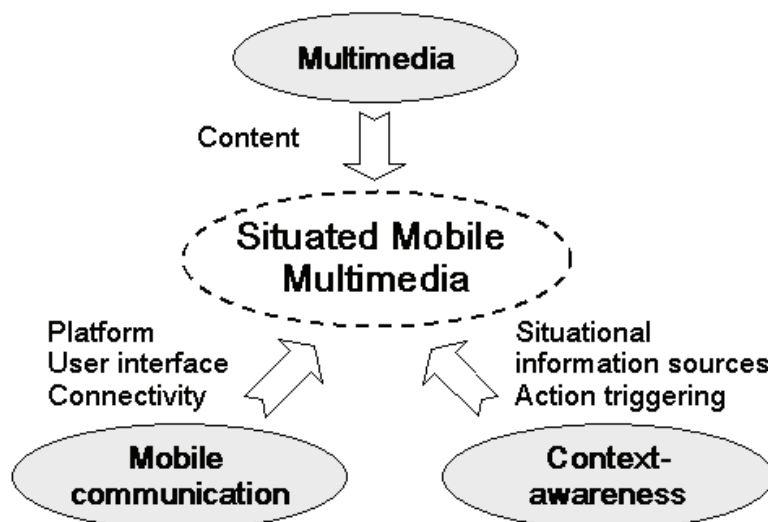 Multimedia
Content
Situated Mobile
Multimedia
Platform
User interface
Connectivity
Situational
information sources
Action triggering
Mobile
communication
Context-
awareness